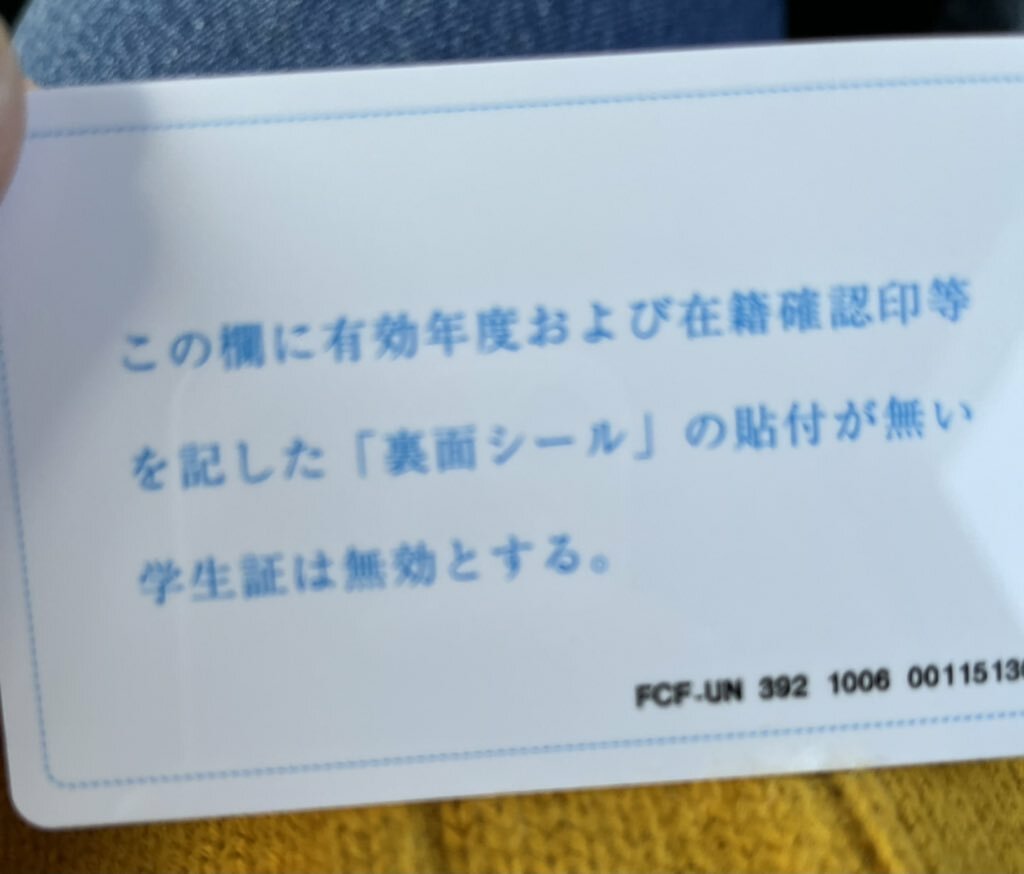 この欄に有効年度および在籍確認印等
を記した「裏面シール」の貼付が無い
学生証は無効とする。
FCF-UN 392 1006 0011513